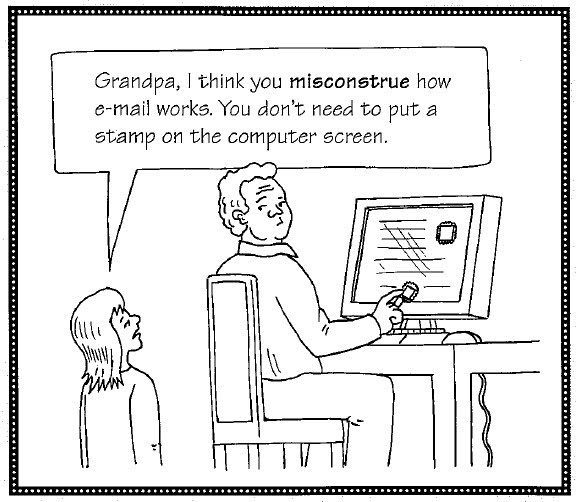 Grandpa, I think you misconstrue how
e-mail works. You don't need to put a
stamp on the computer screen.